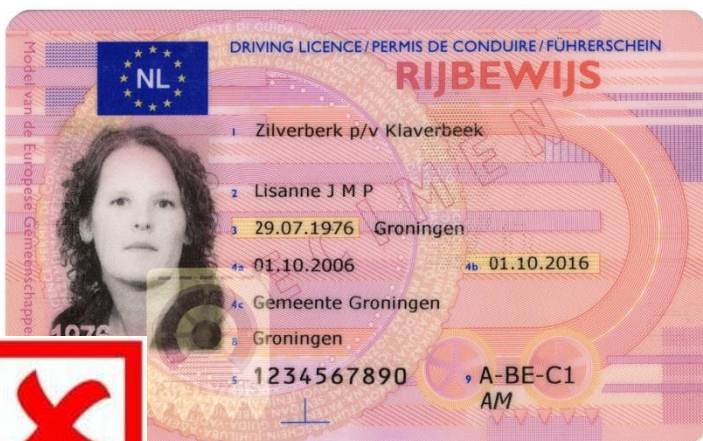 NL
DRIVING LICENCE / PERMIS DE CONDUIRE / FÜHRERSCHEIN
RIJBEWIJS
Model van de Europese Gemeenschappen
1 Zilverberk p/v Klaverbeek
2 Lisanne J M P
3 29.07.1976 Groningen
4a 01.10.2006 4b 01.10.2016
4c Gemeente Groningen
8 Groningen
5 1234567890 9 A-BE-C1
AM
1976
SPECIMEN